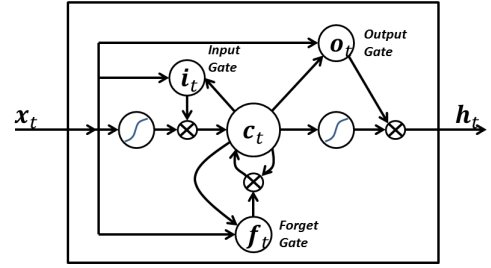 Input
Gate
Output
Gate
o_t
i_t
x_t
c_t
h_t
f_t
Forget
Gate